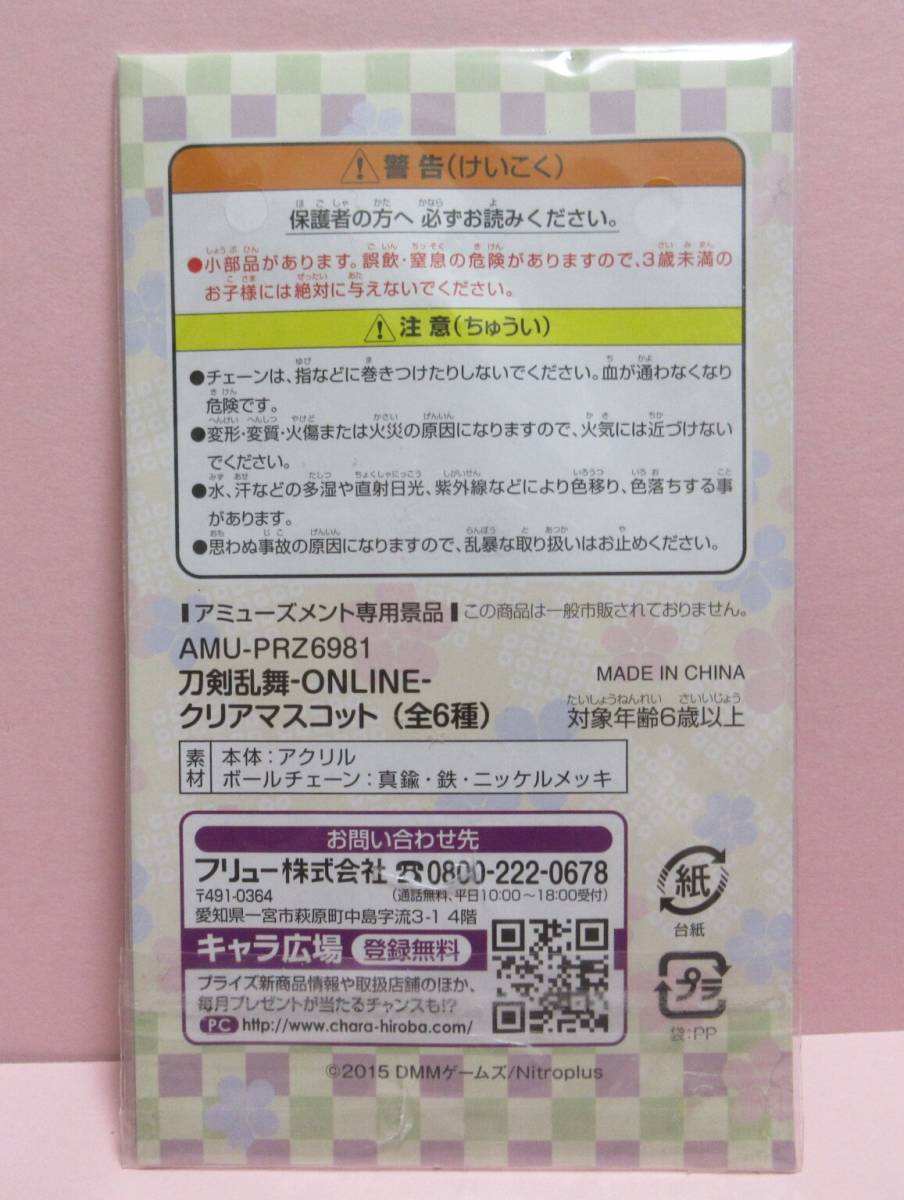 警告(けいこく)
保護者の方へ 必ずお読みください。
●小部品があります。誤飲・窒息の危険がありますので、3歳未満の
お子様には絶対に与えないでください。
注意(ちゅうい)
●チェーンは、指などに巻きつけたりしないでください。血が通わなくなり
危険です。
●変形・変質・火傷または火災の原因になりますので、火気には近づけない
でください。
●水、汗などの多湿や直射日光、紫外線などにより色移り、色落ちする事
があります。
●思わぬ事故の原因になりますので、乱暴な取り扱いはお止めください。
アミューズメント専用景品 この商品は一般市販されておりません。
AMU-PRZ6981
刀剣乱舞-ONLINE-
MADE IN CHINA
クリアマスコット(全6種)
対象年齢6歳以上
素材
本体:アクリル
ボールチェーン:真鍮・鉄・ニッケルメッキ
お問い合わせ先
フリュー株式会社 ☎0800-222-0678
〒491-0364 (通話無料、平日10:00〜18:00受付)
愛知県一宮市萩原町中島字流3-1 4階
キャラ広場 登録無料
プライズ新商品情報や取扱店舗のほか、
毎月プレゼントが当たるチャンスも!?
PC http://www.chara-hiroba.com/
紙
台紙
プラ
袋:PP
©2015 DMMゲームズ/Nitroplus